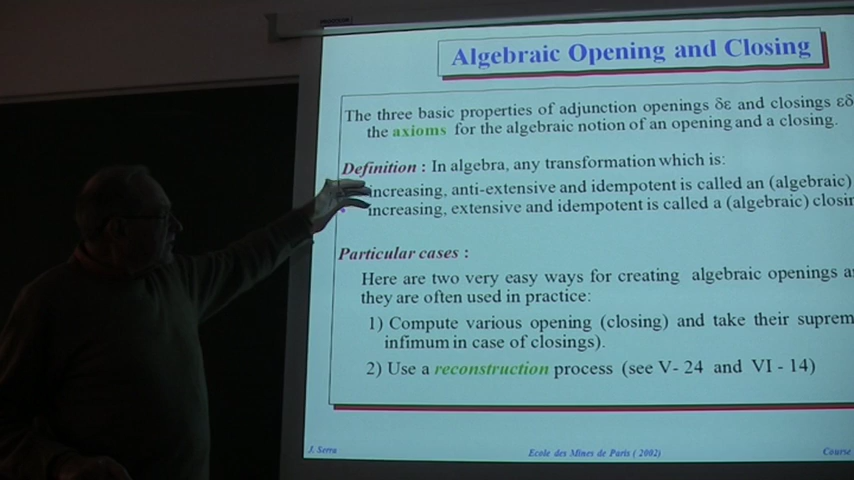 Algebraic Opening and Closing
The three basic properties of adjunction openings δε and closings εδ
the axioms for the algebraic notion of an opening and a closing.
Definition : In algebra, any transformation which is:
increasing, anti-extensive and idempotent is called an (algebraic)
increasing, extensive and idempotent is called a (algebraic)
Particular cases :
Here are two very easy ways for creating algebraic openings
they are often used in practice:
1) Compute various opening (closing) and take their
infimum in case of closings).
2) Use a reconstruction process (see V- 24 and VI - 14)
J. Serra
Ecole des Mines de Paris ( 2002)
Course